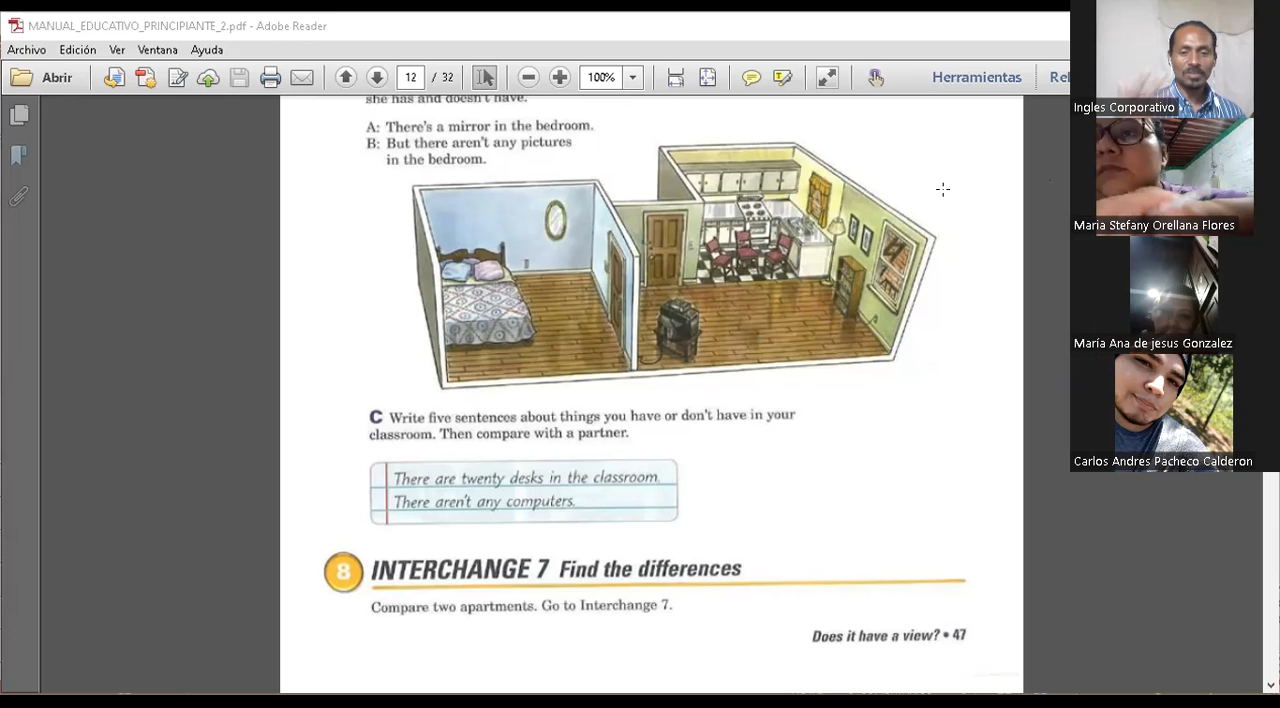 MANUAL_EDUCATIVO_PRINCIPIANTE_2.pdf - Adobe Reader
Archivo Edición Ver Ventana Ayuda
Abrir 12 / 32 100% Herramientas
she has and doesn't have.
A: There's a mirror in the bedroom.
B: But there aren't any pictures
in the bedroom.
C Write five sentences about things you have or don't have in your
classroom. Then compare with a partner.
There are twenty desks in the classroom.
There aren't any computers.
8 INTERCHANGE 7 Find the differences
Compare two apartments. Go to Interchange 7.
Does it have a view? • 47
Ingles Corporativo
Maria Stefany Orellana Flores
María Ana de jesus Gonzalez
Carlos Andres Pacheco Calderon